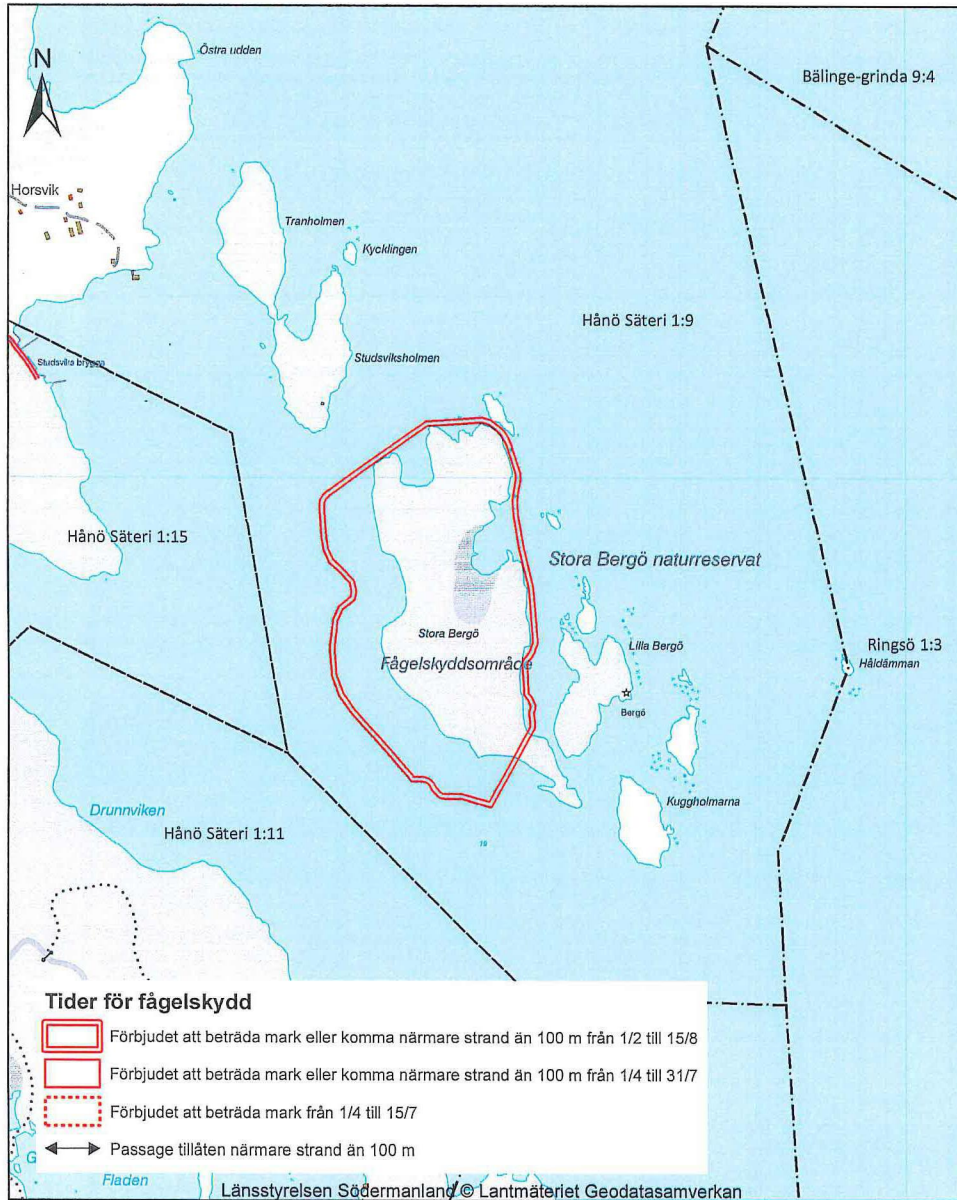 Östra udden
N
Bälinge-grinda 9:4
Horsvik
Tranholmen
Kycklingen
Hånö Säteri 1:9
Studsviksholmen
Studsviks brygga
Hånö Säteri 1:15
Stora Bergö naturreservat
Stora Bergö
Lilla Bergö
Ringsö 1:3
Fågelskyddsområde
Håldämman
Bergö
Kuggholmarna
Drunnviken
Hånö Säteri 1:11
19
Tider för fågelskydd
Förbjudet att beträda mark eller komma närmare strand än 100 m från 1/2 till 15/8
Förbjudet att beträda mark eller komma närmare strand än 100 m från 1/4 till 31/7
Förbjudet att beträda mark från 1/4 till 15/7
Passage tillåten närmare strand än 100 m
G
Fladen
Länsstyrelsen Södermanland © Lantmäteriet Geodatasamverkan